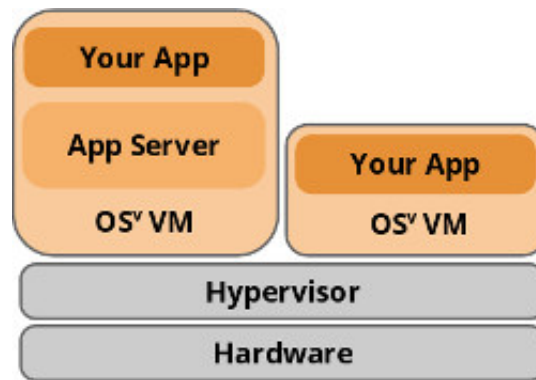 Your App
App Server
OSᵛ VM
Your App
OSᵛ VM
Hypervisor
Hardware